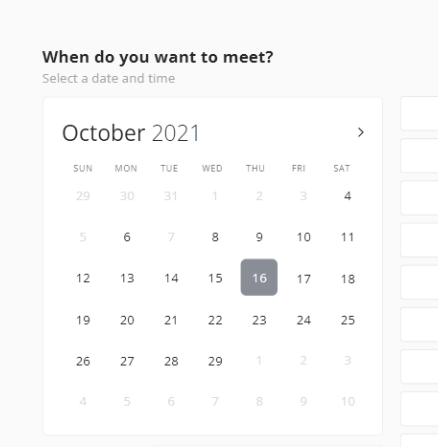 When do you want to meet?
Select a date and time
October 2021
SUN MON TUE WED THU FRI SAT
29 30 31 1 2 3 4
5 6 7 8 9 10 11
12 13 14 15 16 17 18
19 20 21 22 23 24 25
26 27 28 29 1 2 3
4 5 6 7 8 9 10